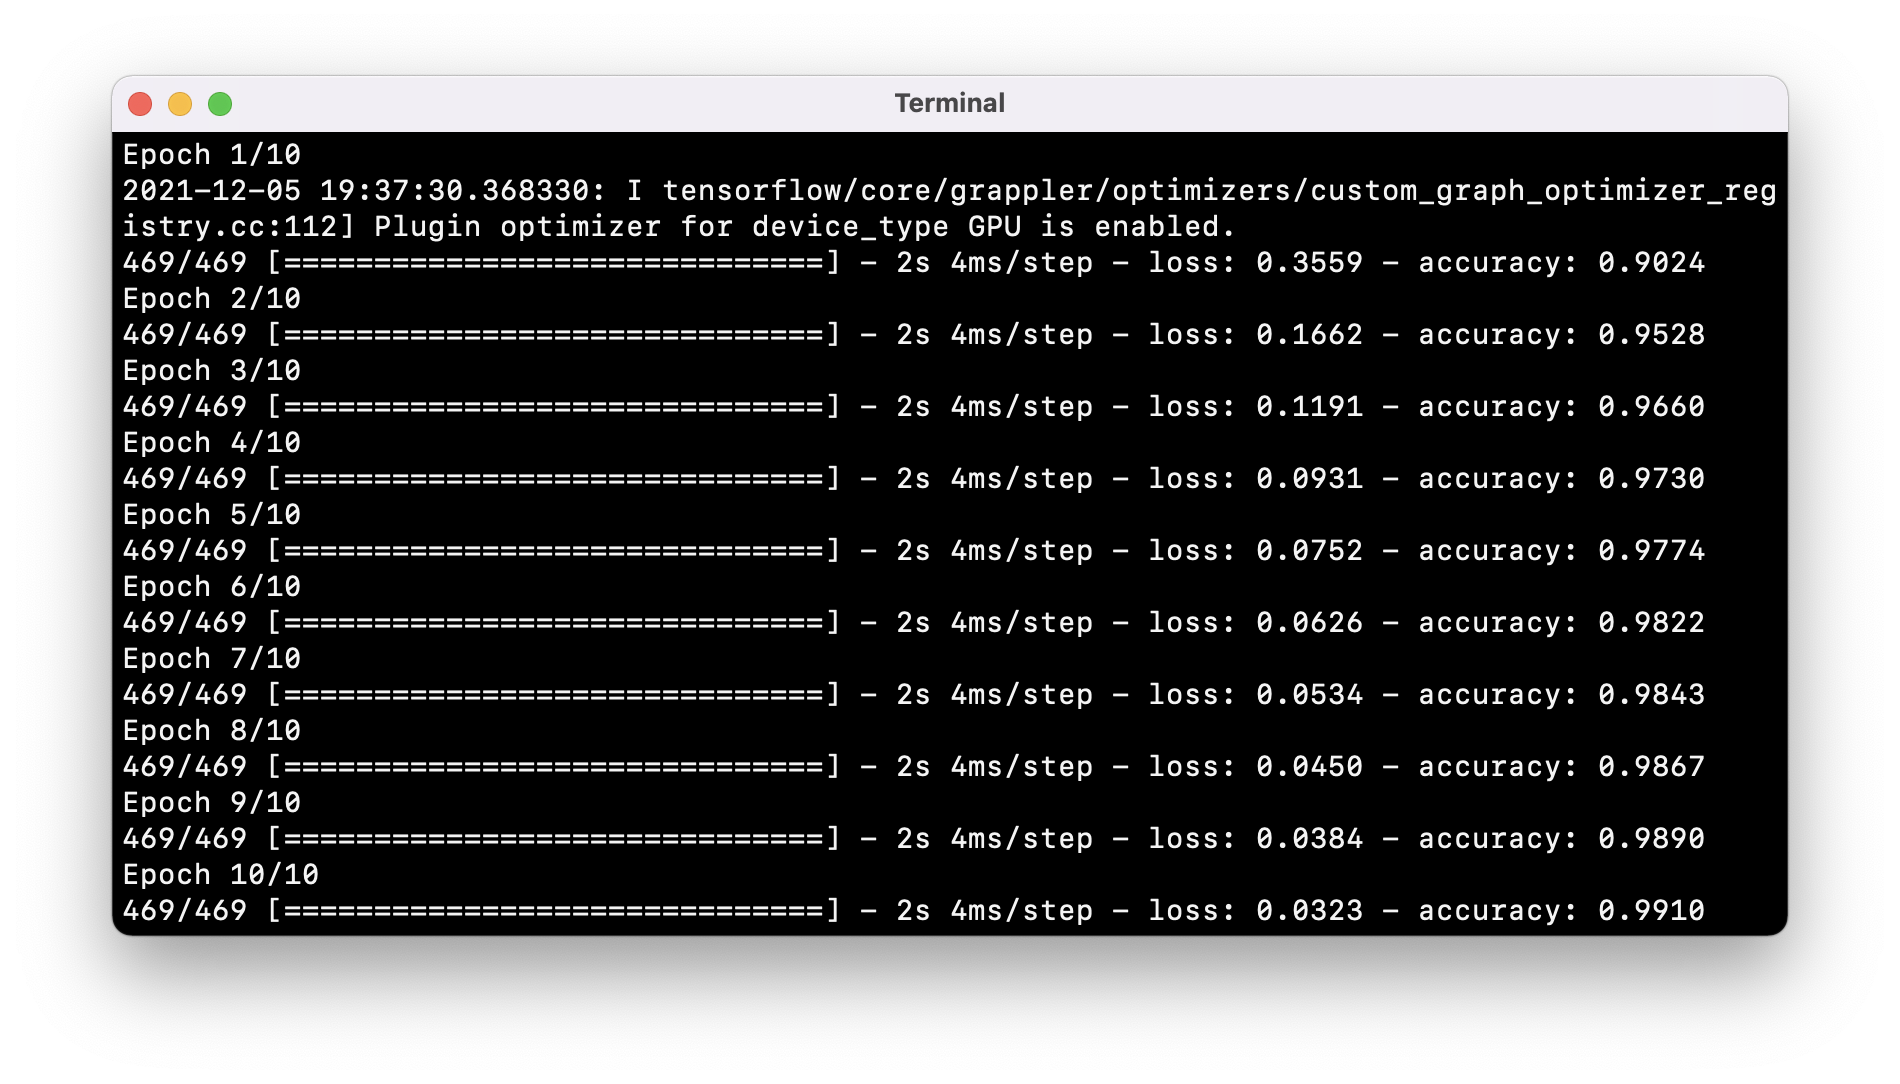 Terminal
Epoch 1/10
2021-12-05 19:37:30.368330: I tensorflow/core/grappler/optimizers/custom_graph_optimizer_reg
istry.cc:112] Plugin optimizer for device_type GPU is enabled.
469/469 [==============================] - 2s 4ms/step - loss: 0.3559 - accuracy: 0.9024
Epoch 2/10
469/469 [==============================] - 2s 4ms/step - loss: 0.1662 - accuracy: 0.9528
Epoch 3/10
469/469 [==============================] - 2s 4ms/step - loss: 0.1191 - accuracy: 0.9660
Epoch 4/10
469/469 [==============================] - 2s 4ms/step - loss: 0.0931 - accuracy: 0.9730
Epoch 5/10
469/469 [==============================] - 2s 4ms/step - loss: 0.0752 - accuracy: 0.9774
Epoch 6/10
469/469 [==============================] - 2s 4ms/step - loss: 0.0626 - accuracy: 0.9822
Epoch 7/10
469/469 [==============================] - 2s 4ms/step - loss: 0.0534 - accuracy: 0.9843
Epoch 8/10
469/469 [==============================] - 2s 4ms/step - loss: 0.0450 - accuracy: 0.9867
Epoch 9/10
469/469 [==============================] - 2s 4ms/step - loss: 0.0384 - accuracy: 0.9890
Epoch 10/10
469/469 [==============================] - 2s 4ms/step - loss: 0.0323 - accuracy: 0.9910